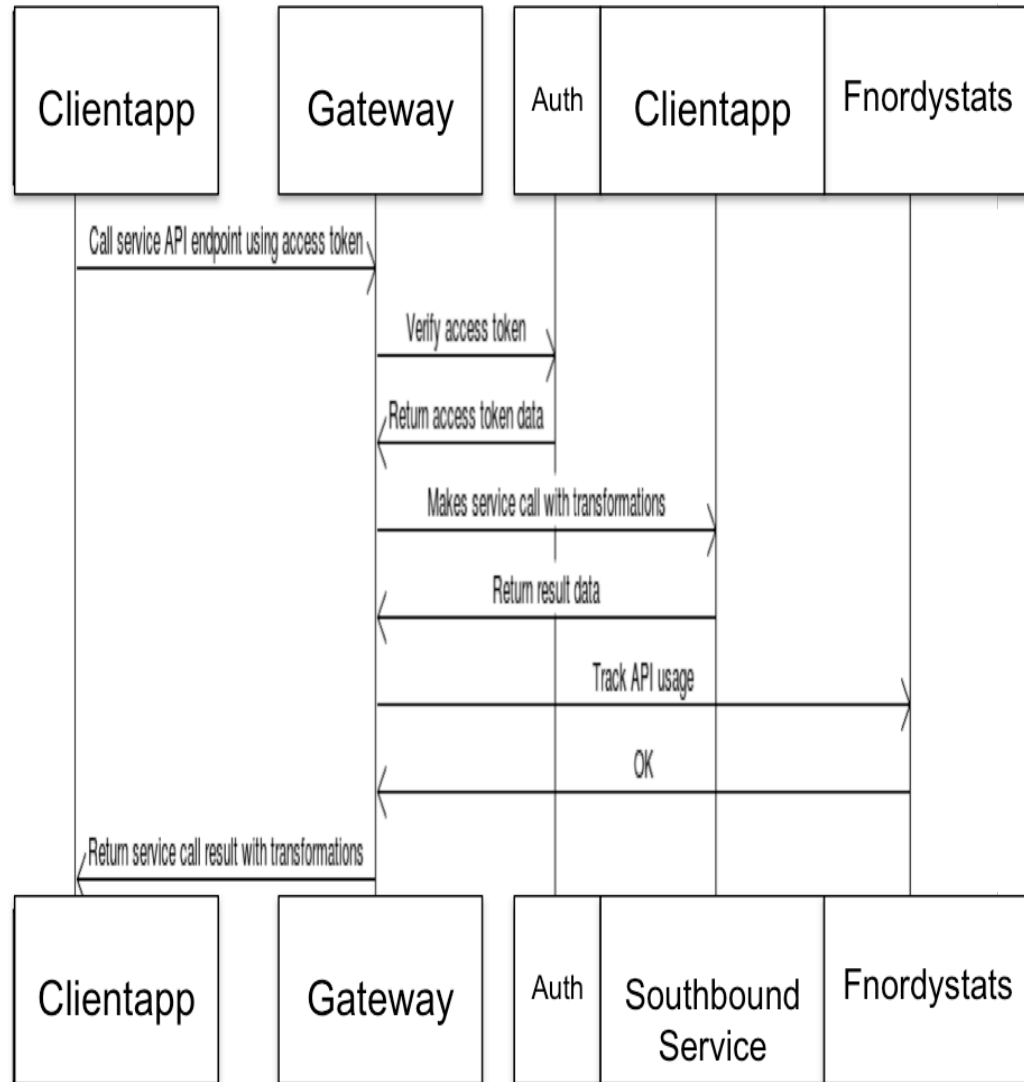 Clientapp
Gateway
Auth
Clientapp
Fnordystats
Call service API endpoint using access token
Verify access token
Return access token data
Makes service call with transformations
Return result data
Track API usage
OK
Return service call result with transformations
Clientapp
Gateway
Auth
Southbound
Service
Fnordystats